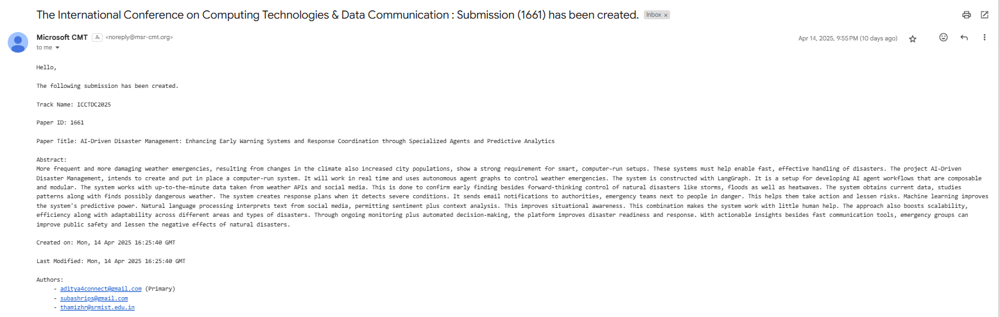 The International Conference on Computing Technologies & Data Communication : Submission (1661) has been created. Inbox ×
Microsoft CMT <noreply@msr-cmt.org>
Apr 14, 2025, 9:55 PM (10 days ago)
to me
Hello,
The following submission has been created.
Track Name: ICCTDC2025
Paper ID: 1661
Paper Title: AI-Driven Disaster Management: Enhancing Early Warning Systems and Response Coordination through Specialized Agents and Predictive Analytics
Abstract:
More frequent and more damaging weather emergencies, resulting from changes in the climate also increased city populations, show a strong requirement for smart, computer-run setups. These systems must help enable fast, effective handling of disasters. The project AI-Driven
Disaster Management, intends to create and put in place a computer-run system. It will work in real time and uses autonomous agent graphs to control weather emergencies. The system is constructed with LangGraph. It is a setup for developing AI agent workflows that are composable
and modular. The system works with up-to-the-minute data taken from weather APIs and social media. This is done to confirm early finding besides forward-thinking control of natural disasters like storms, floods as well as heatwaves. The system obtains current data, studies
patterns along with finds possibly dangerous weather. The system creates response plans when it detects severe conditions. It sends email notifications to authorities, emergency teams next to people in danger. This helps them take action and lessen risks. Machine learning improves
the system's predictive power. Natural language processing interprets text from social media, permitting sentiment plus context analysis. This improves situational awareness. This combination makes the system work with little human help. The approach also boosts scalability,
efficiency along with adaptability across different areas and types of disasters. Through ongoing monitoring plus automated decision-making, the platform improves disaster readiness and response. With actionable insights besides fast communication tools, emergency groups can
improve public safety and lessen the negative effects of natural disasters.
Created on: Mon, 14 Apr 2025 16:25:40 GMT
Last Modified: Mon, 14 Apr 2025 16:25:40 GMT
Authors:
- aditya4connect@gmail.com (Primary)
- subashrips@gmail.com
- thamizhr@srmist.edu.in